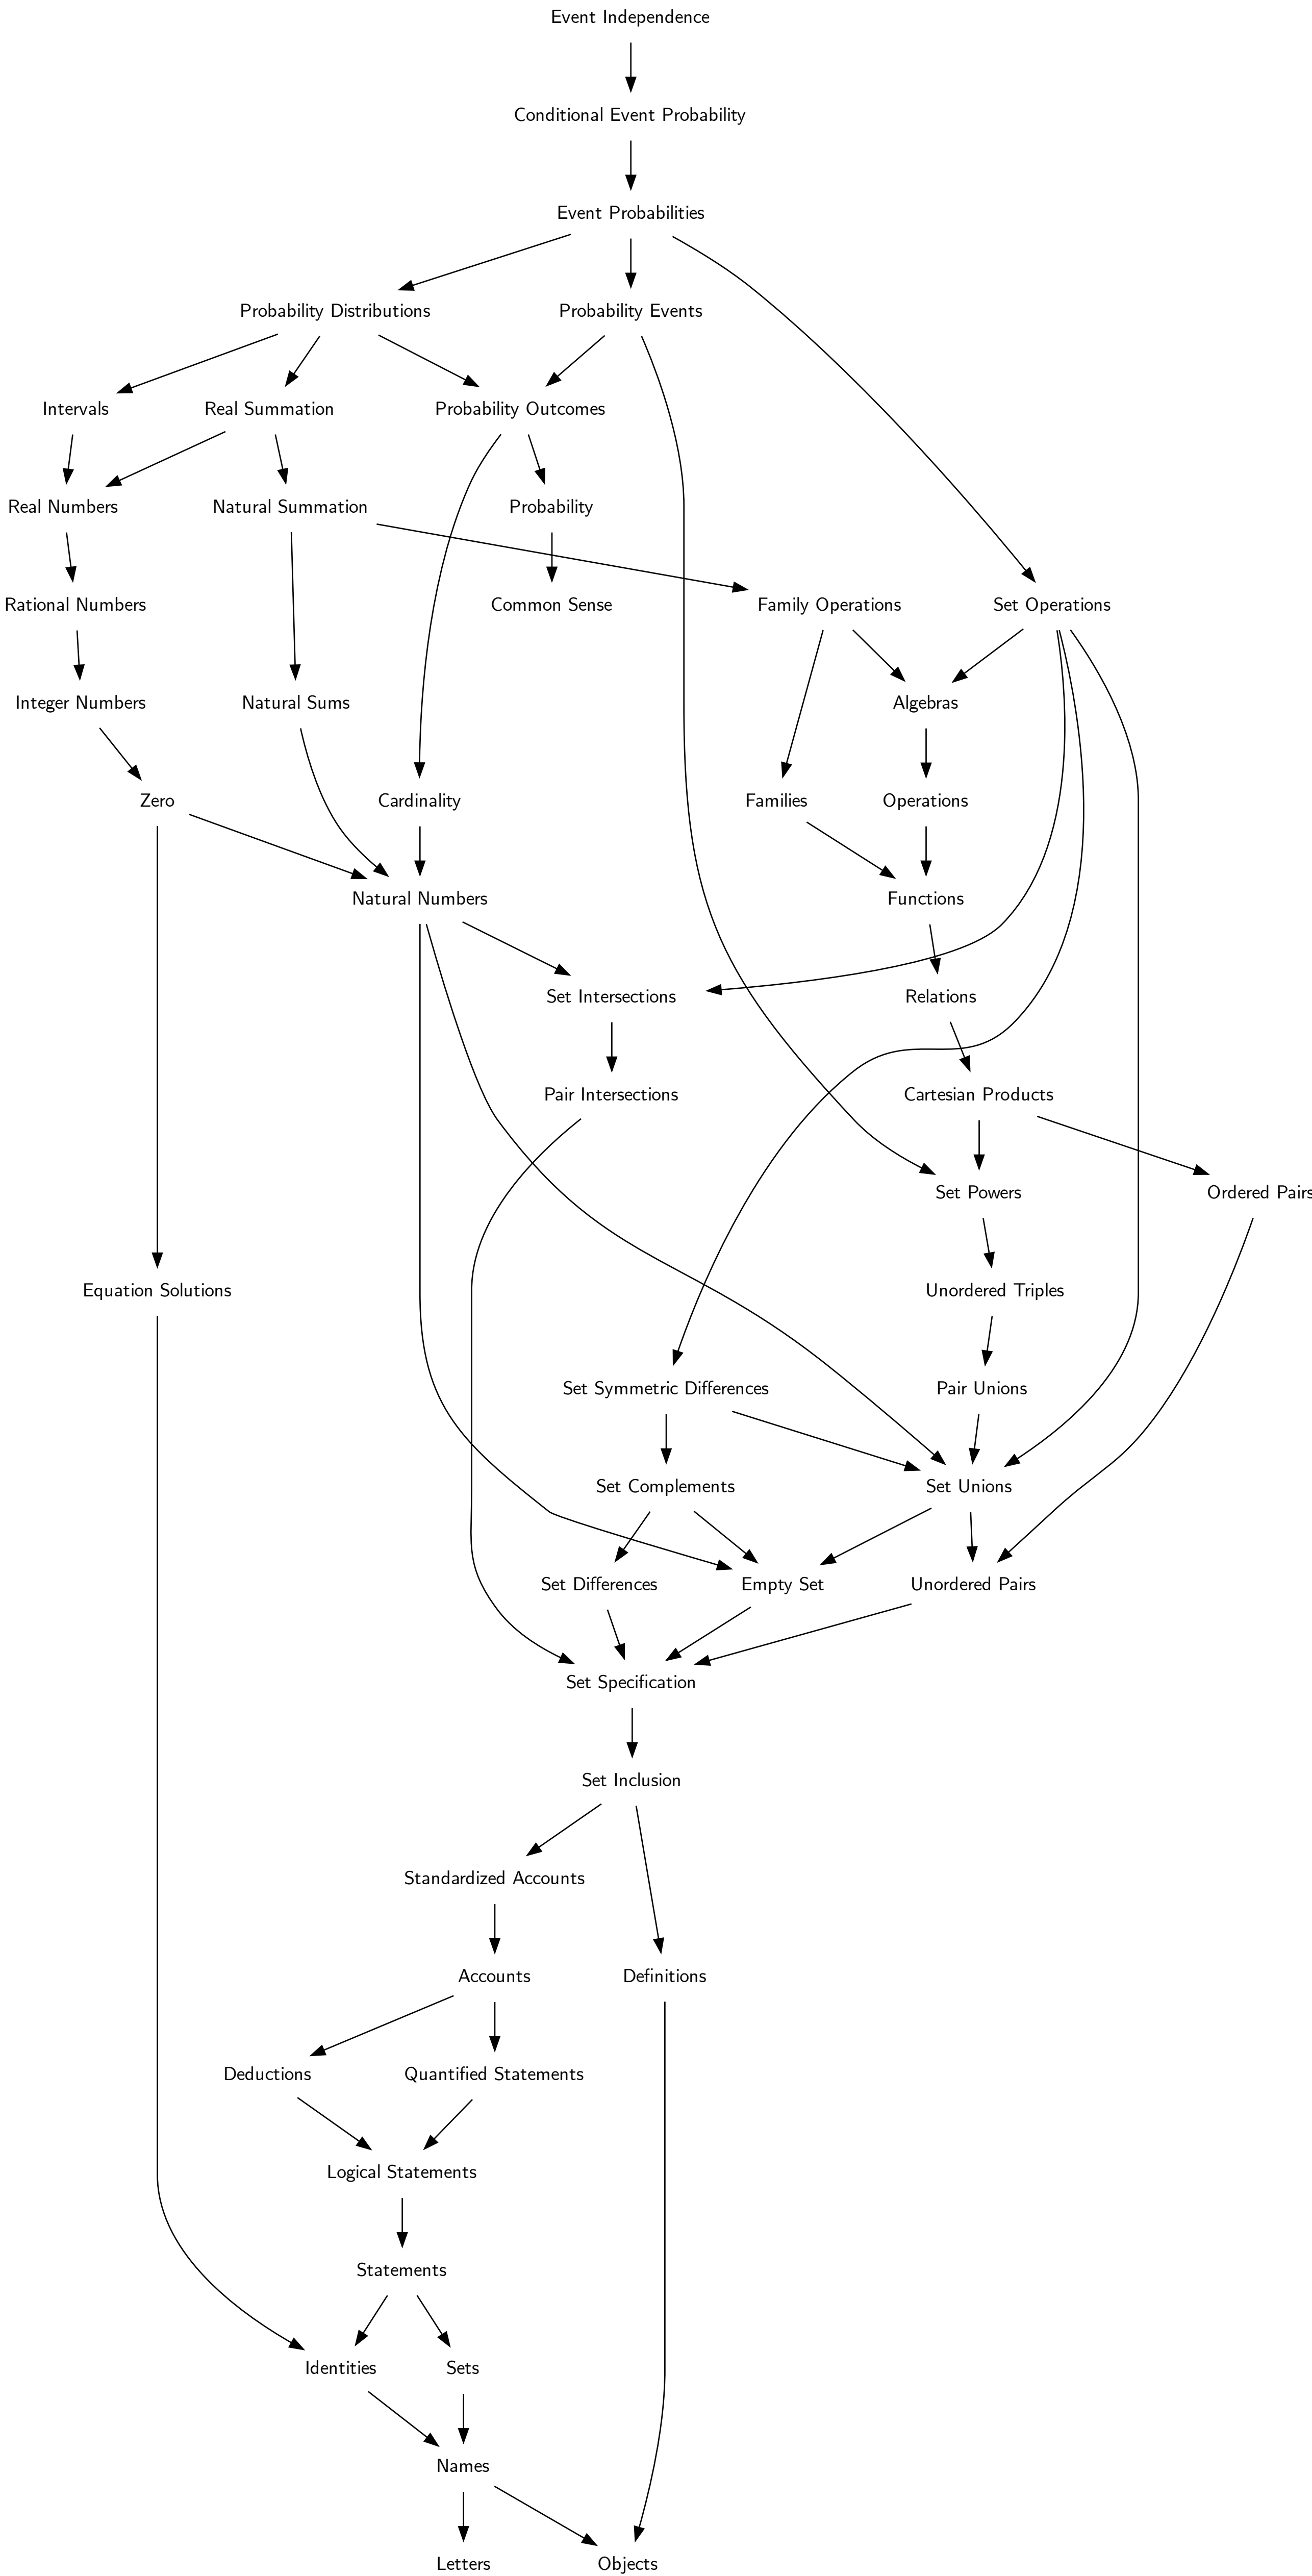 Event Independence
Conditional Event Probability
Event Probabilities
Probability Distributions
Probability Events
Intervals
Real Summation
Probability Outcomes
Real Numbers
Natural Summation
Probability
Rational Numbers
Common Sense
Family Operations
Set Operations
Integer Numbers
Natural Sums
Algebras
Zero
Cardinality
Families
Operations
Natural Numbers
Functions
Set Intersections
Relations
Pair Intersections
Cartesian Products
Set Powers
Ordered Pairs
Equation Solutions
Unordered Triples
Set Symmetric Differences
Pair Unions
Set Complements
Set Unions
Set Differences
Empty Set
Unordered Pairs
Set Specification
Set Inclusion
Standardized Accounts
Accounts
Definitions
Deductions
Quantified Statements
Logical Statements
Statements
Identities
Sets
Names
Letters
Objects